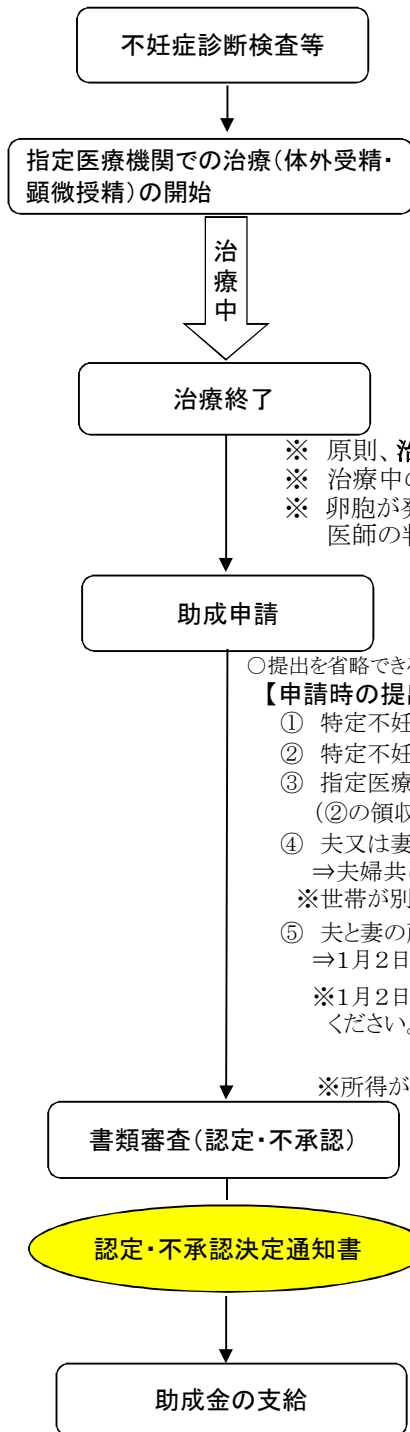 不妊症診断検査等
指定医療機関での治療(体外受精・
顕微授精)の開始
治
療
中
治療終了
※ 原則、治
※ 治療中の
※ 卵胞が発
医師の判
助成申請
○提出を省略でき
【申請時の提出
① 特定不妊
② 特定不妊
③ 指定医療
(②の領収
④ 夫又は妻
⇒夫婦共に
※世帯が別
⑤ 夫と妻の
⇒1月2日
※1月2日
ください。
※所得が
書類審査(認定・不承認)
認定・不承認決定通知書
助成金の支給